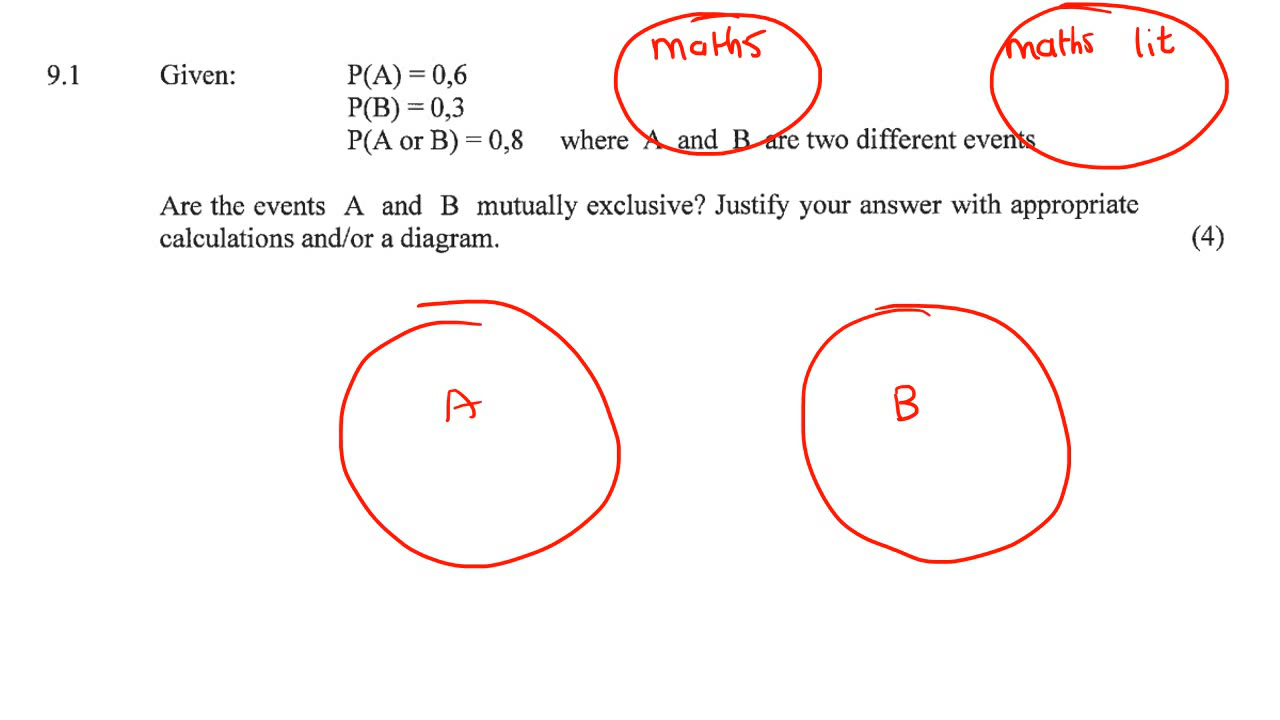 maths
maths lit
9.1 Given: P(A) = 0,6
P(B) = 0,3
P(A or B) = 0,8 where A and B are two different events
Are the events A and B mutually exclusive? Justify your answer with appropriate
calculations and/or a diagram.
(4)
A
B